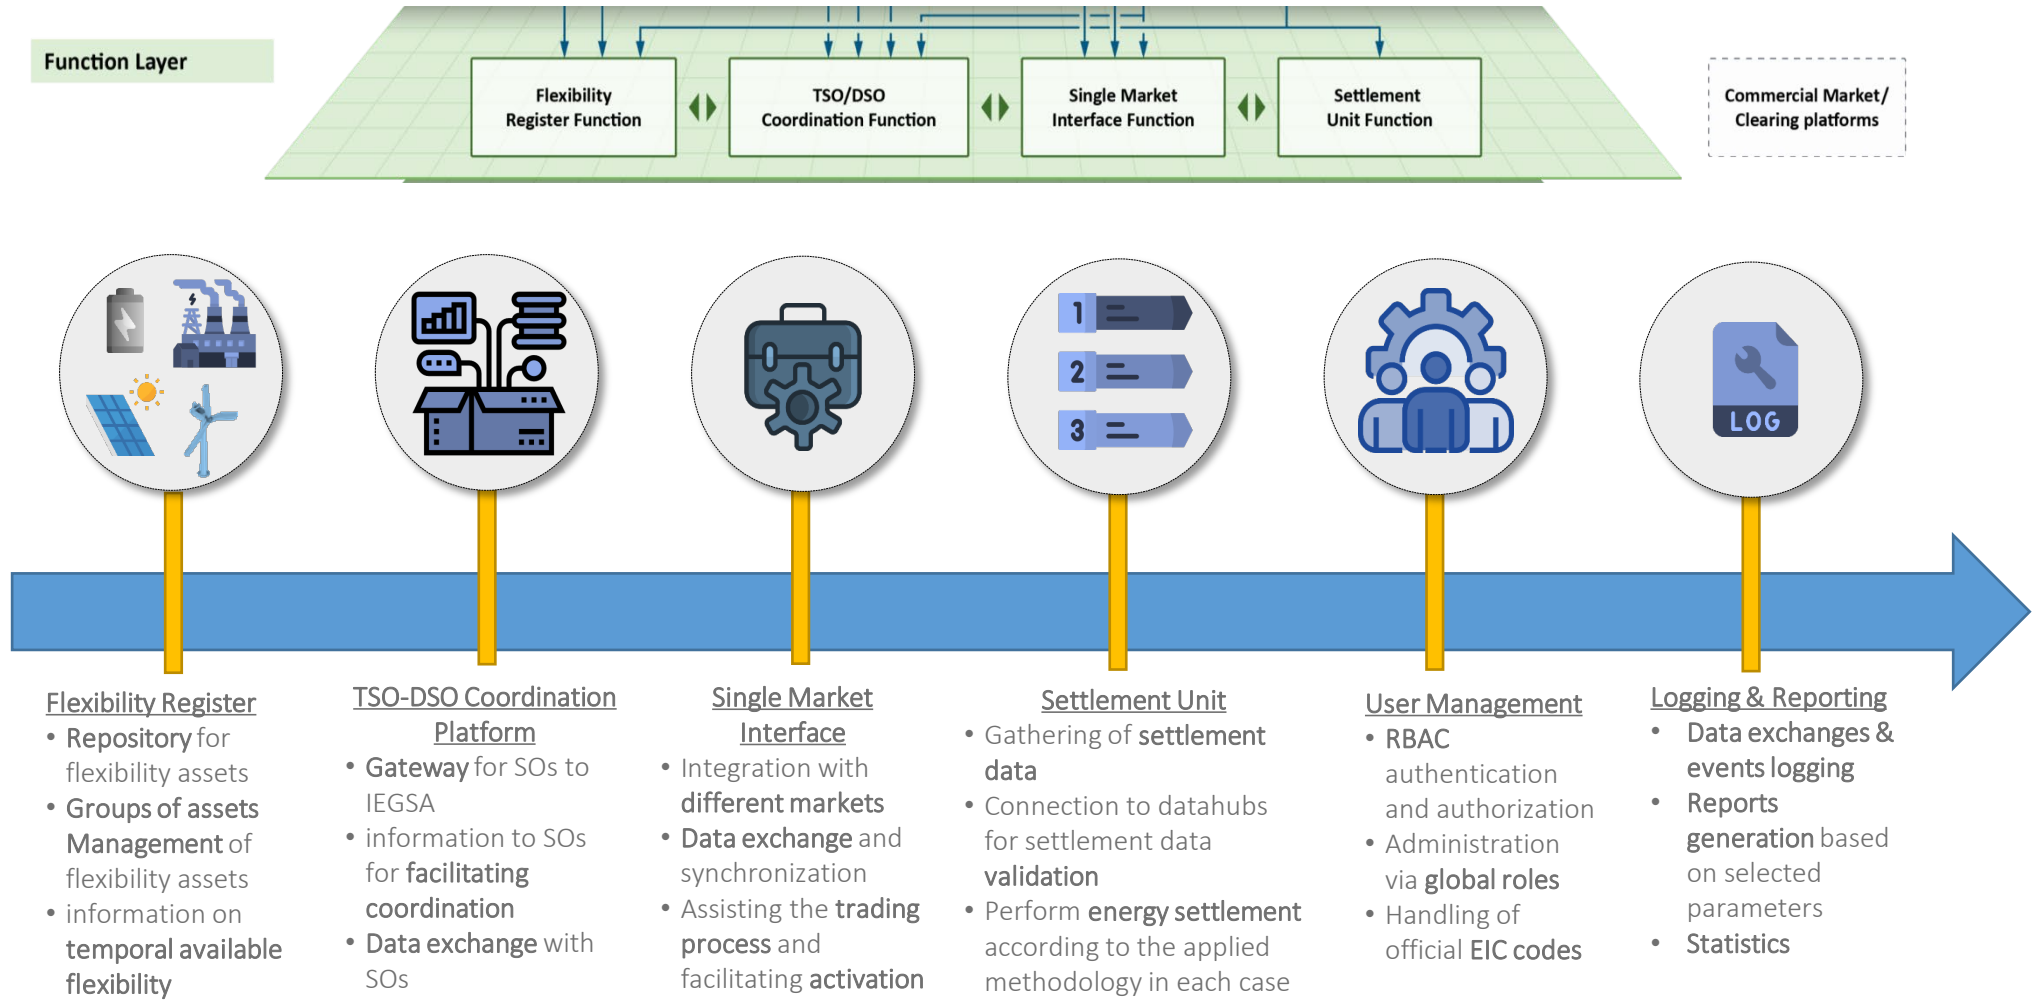 Function Layer
Flexibility
Register Function
TSO/DSO
Coordination Function
Single Market
Interface Function
Settlement
Unit Function
Commercial Market/
Clearing platforms
1
2
3
LOG
Flexibility Register
• Repository for
flexibility assets
• Groups of assets
Management of
flexibility assets
• information on
temporal available
flexibility
TSO-DSO Coordination
Platform
• Gateway for SOs to
IEGSA
• information to SOs
for facilitating
coordination
• Data exchange with
SOs
Single Market
Interface
• Integration with
different markets
• Data exchange and
synchronization
• Assisting the trading
process and
facilitating activation
Settlement Unit
• Gathering of settlement
data
• Connection to datahubs
for settlement data
validation
• Perform energy settlement
according to the applied
methodology in each case
User Management
• RBAC
authentication
and authorization
• Administration
via global roles
• Handling of
official EIC codes
Logging & Reporting
• Data exchanges &
events logging
• Reports
generation based
on selected
parameters
• Statistics